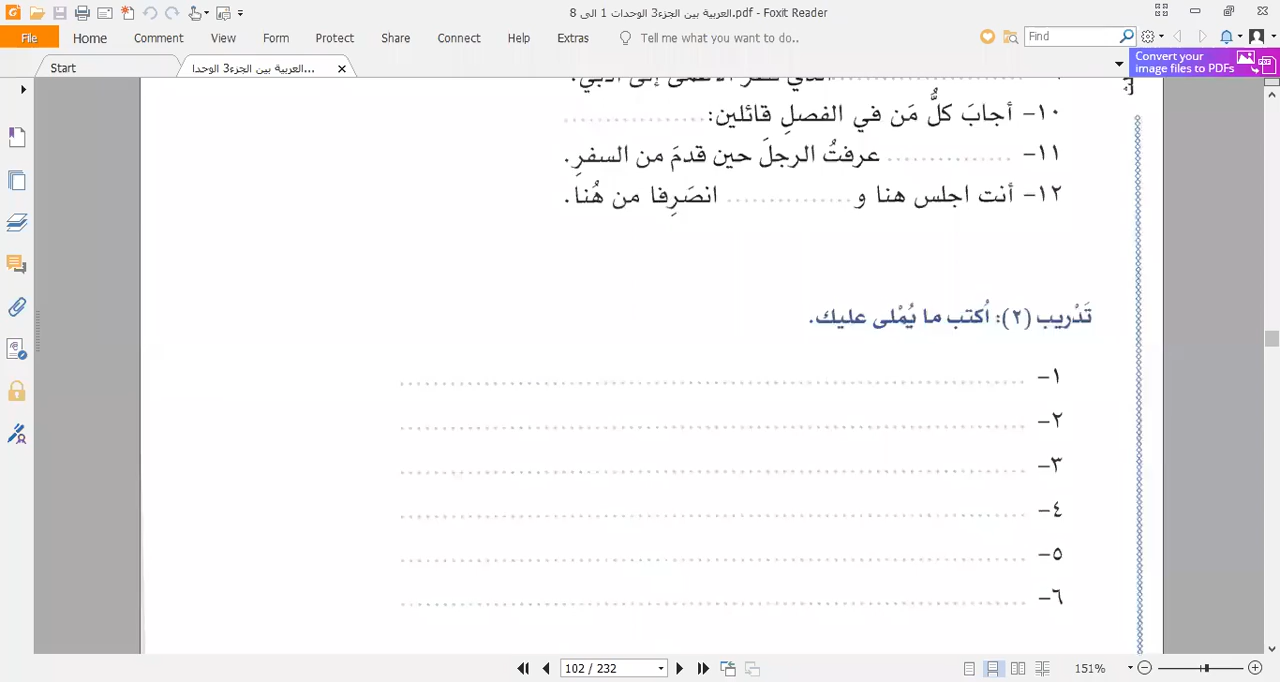 العربية بين الجزء3 الوحدات 1 الى 8.pdf - Foxit Reader
File Home Comment View Form Protect Share Connect Help Extras Tell me what you want to do.. Find
Start العربية بين الجزء3 الوحدا... Convert your
image files to PDFs
١٠- أجابَ كلُّ مَن في الفصلِ قائلين: ....................
١١- .................... عرفتُ الرجلَ حين قدمَ من السفرِ.
١٢- أنت اجلس هنا و .................... انصَرِفا من هُنا.
تَدْريب (٢): اُكتب ما يُمْلى عليك.
١-
٢-
٣-
٤-
٥-
٦-
102 / 232 151%